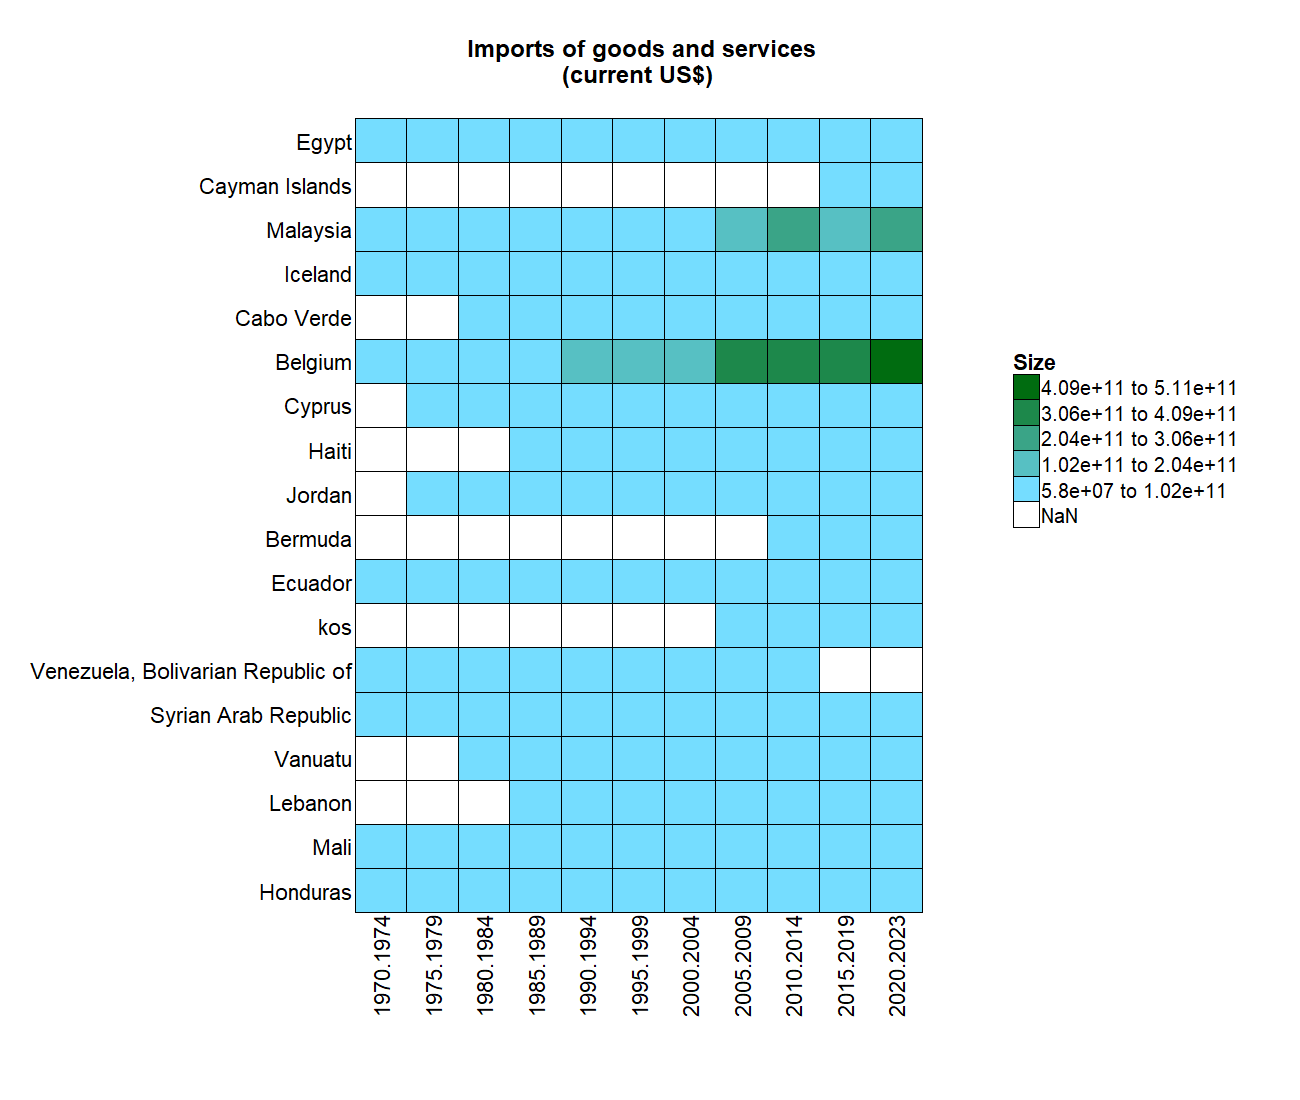 Imports of goods and services
(current US$)
Egypt
Cayman Islands
Malaysia
Iceland
Cabo Verde
Belgium
Cyprus
Haiti
Jordan
Bermuda
Ecuador
kos
Venezuela, Bolivarian Republic of
Syrian Arab Republic
Vanuatu
Lebanon
Mali
Honduras
1970.1974
1975.1979
1980.1984
1985.1989
1990.1994
1995.1999
2000.2004
2005.2009
2010.2014
2015.2019
2020.2023
Size
4.09e+11 to 5.11e+11
3.06e+11 to 4.09e+11
2.04e+11 to 3.06e+11
1.02e+11 to 2.04e+11
5.8e+07 to 1.02e+11
NaN